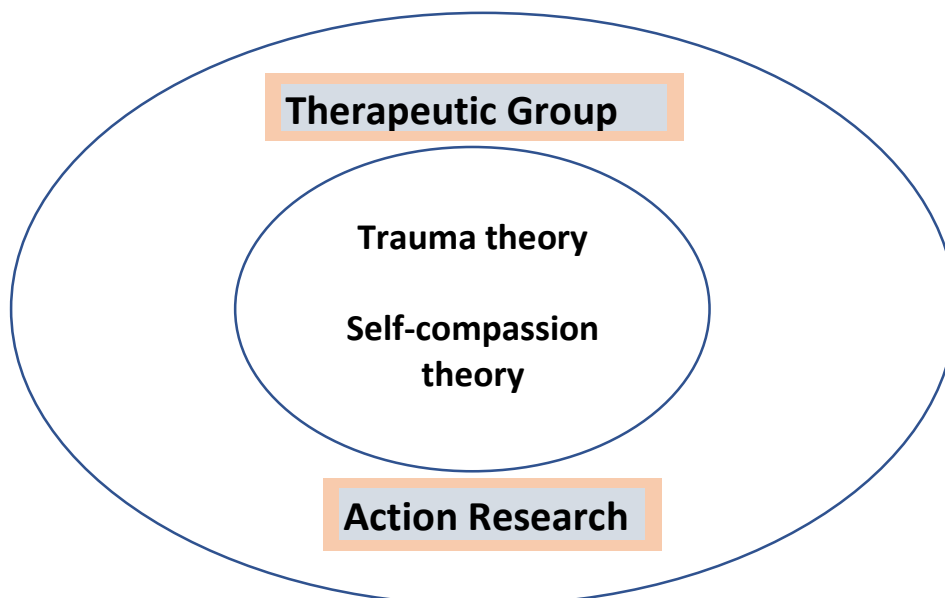 Therapeutic Group
Trauma theory
Self-compassion
theory
Action Research